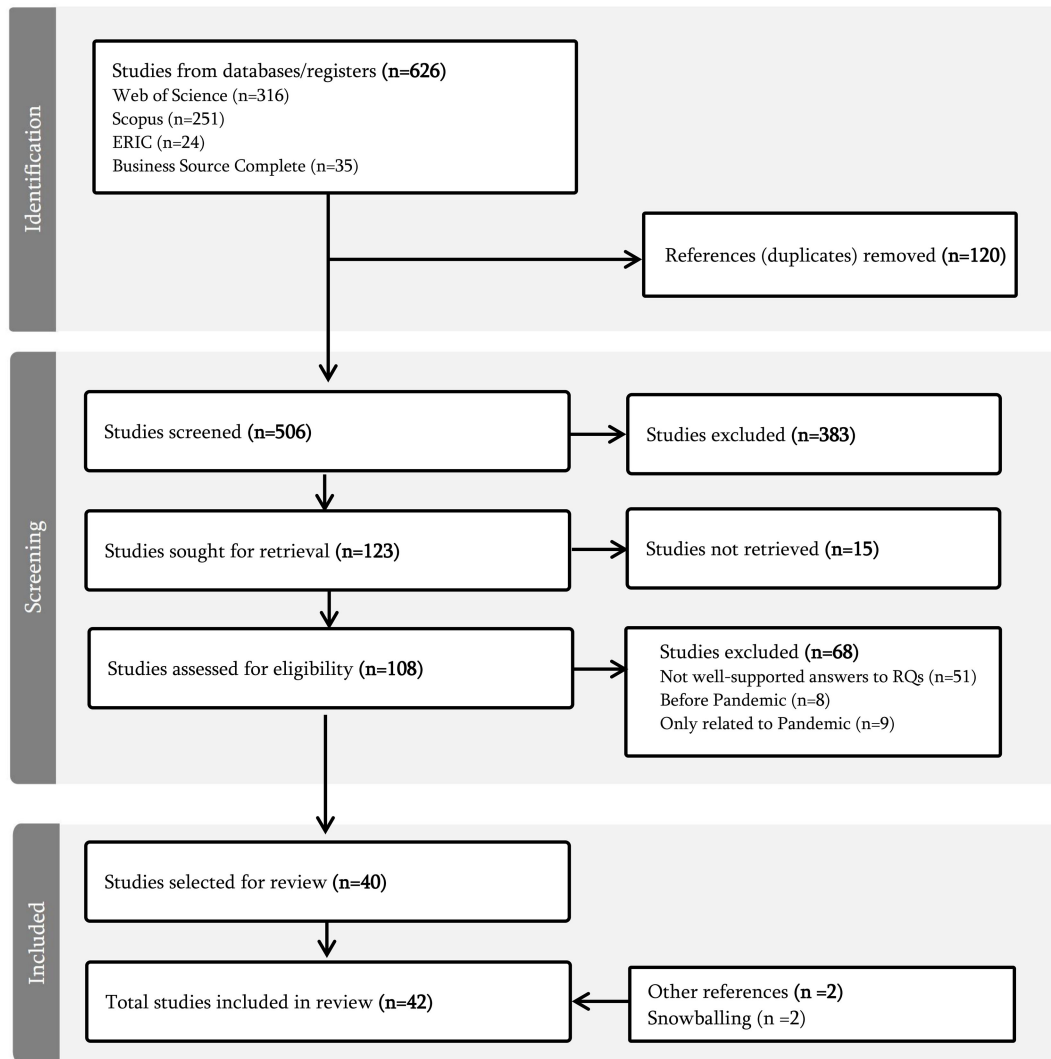 Identification
Studies from databases/registers (n=626)
Web of Science (n=316)
Scopus (n=251)
ERIC (n=24)
Business Source Complete (n=35)
References (duplicates) removed (n=120)
Screening
Studies screened (n=506)
Studies excluded (n=383)
Studies sought for retrieval (n=123)
Studies not retrieved (n=15)
Studies assessed for eligibility (n=108)
Studies excluded (n=68)
Not well-supported answers to RQs (n=51)
Before Pandemic (n=8)
Only related to Pandemic (n=9)
Included
Studies selected for review (n=40)
Total studies included in review (n=42)
Other references (n =2)
Snowballing (n =2)